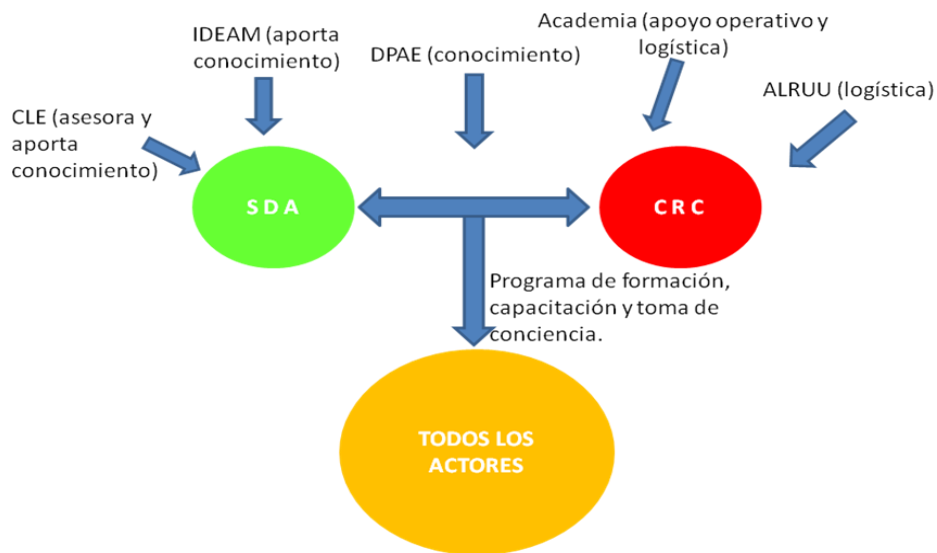 IDEAM (aporta
conocimiento)
DPAE (conocimiento)
Academia (apoyo operativo y
logística)
ALRUU (logística)
CLE (asesora y
aporta
conocimiento)
S D A
C R C
Programa de formación,
capacitación y toma de
conciencia.
TODOS LOS
ACTORES